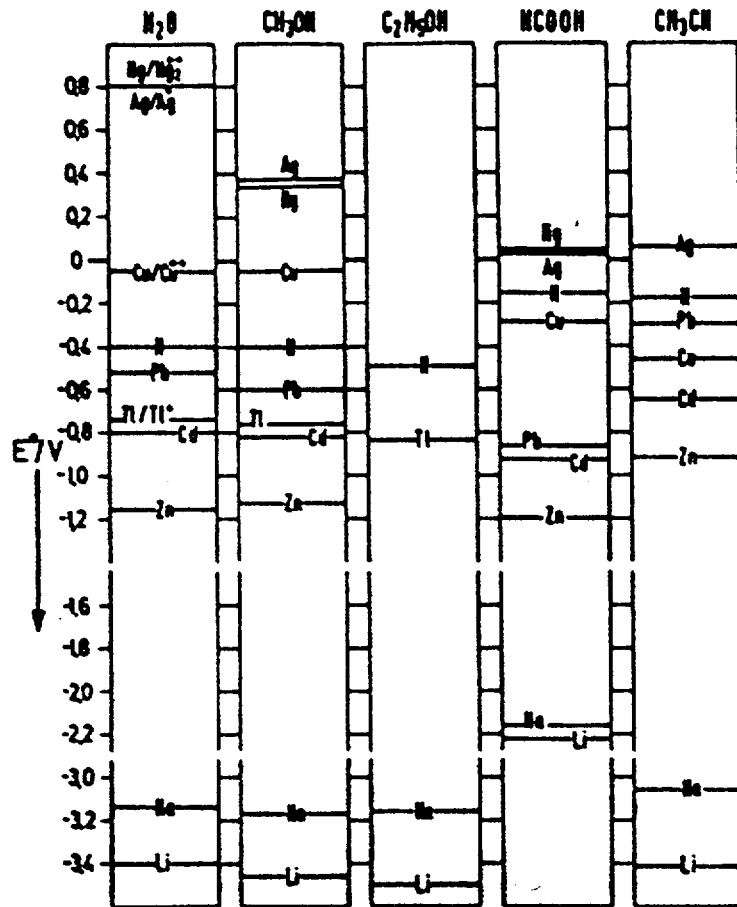 H₂O CH₃OH C₂H₅OH HCOOH CH₃CN
Hg/Hg₂⁺⁺
0,8
Ag/Ag⁺
0,6
0,4 Ag
Hg
0,2
Hg
0 Ag
Ag
Cu/Cu⁺⁺ Cu
H H
-0,2
Cu Pb
-0,4 H H
Cu
Pb H
-0,6 Pb
Cd
Tl/Tl⁺ Tl
-0,8 Cd Cd Tl
Pb
E°/V Cd Zn
-1,0
Zn Zn
-1,2 Zn
-1,6
-1,8
-2,0
Na
-2,2 Li
-3,0
Na
Na Na Na
-3,2
-3,4 Li Li
Li Li